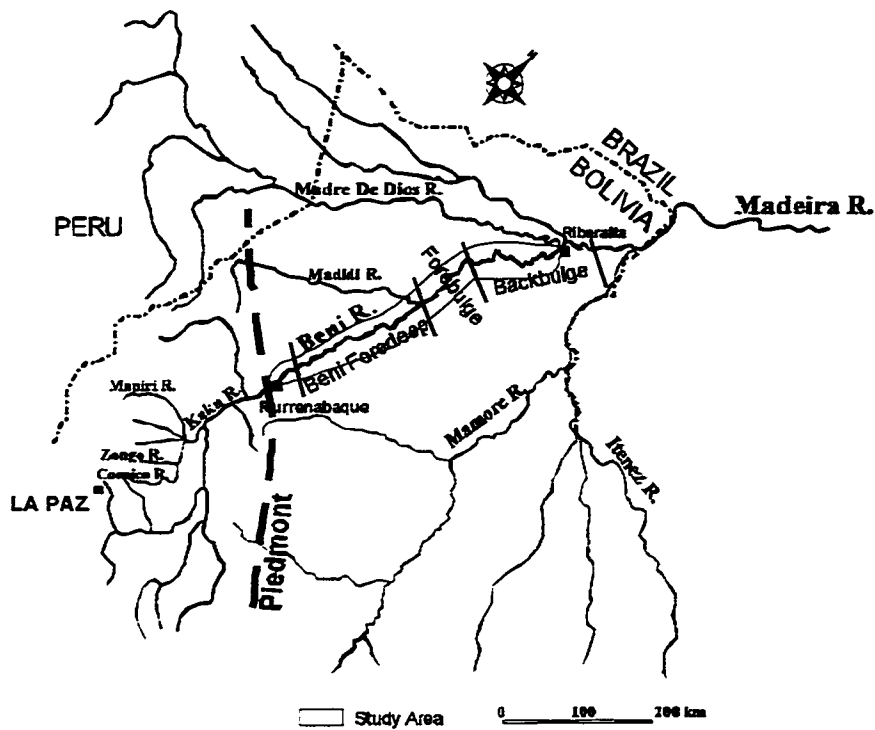 N
BRAZIL
BOLIVIA
Madre De Dios R.
Madeira R.
PERU
Riberalta
Madidi R.
Forebulge
Backbulge
Beni R.
Beni Foredeep
Mapiri R.
Kaka R.
Rurrenabaque
Mamore R.
Zongo R.
Coroico R.
Itenez R.
LA PAZ
Piedmont
Study Area
0 100 200 km